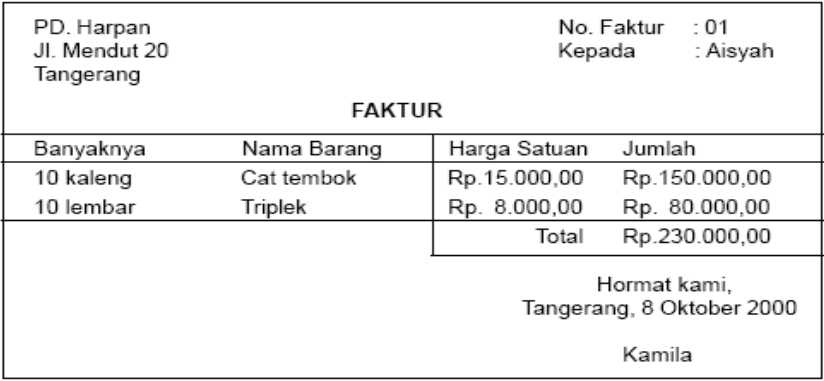 PD. Harpan No. Faktur : 01
Jl. Mendut 20 Kepada : Aisyah
Tangerang
FAKTUR
Banyaknya Nama Barang Harga Satuan Jumlah
10 kaleng Cat tembok Rp.15.000,00 Rp.150.000,00
10 lembar Triplek Rp. 8.000,00 Rp. 80.000,00
Total Rp.230.000,00
Hormat kami,
Tangerang, 8 Oktober 2000
Kamila